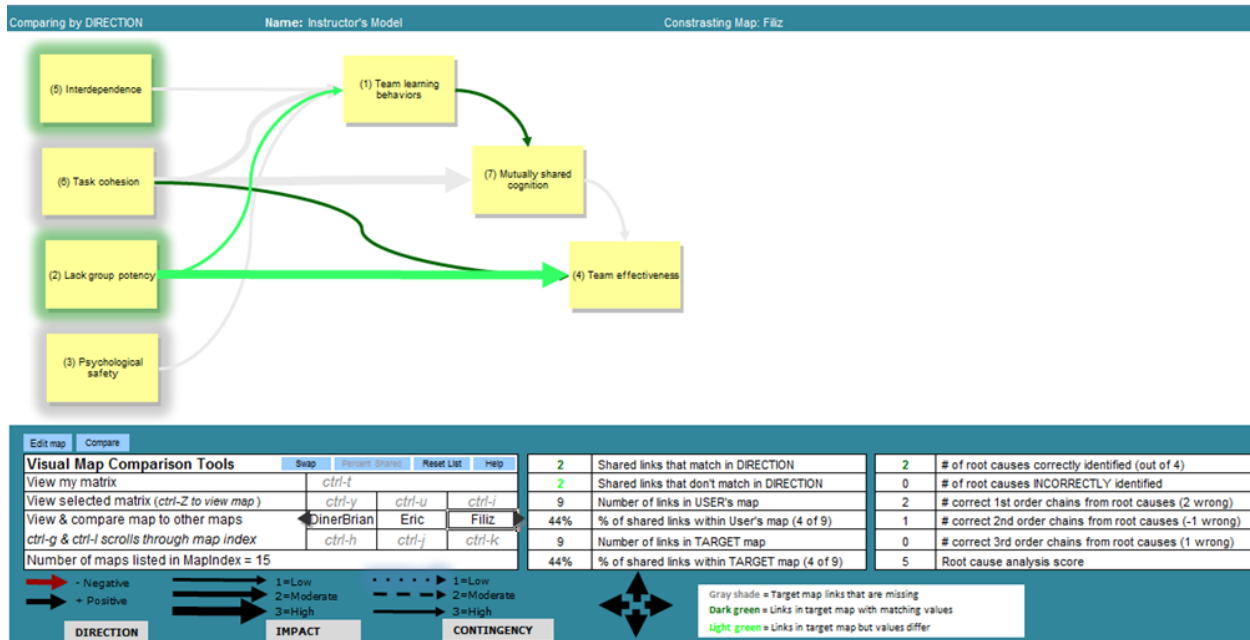 Comparing by DIRECTION Name: Instructor's Model Constrasting Map: Filiz
(5) Interdependence
(1) Team learning
behaviors
(6) Task cohesion
(7) Mutually shared
cognition
(2) Lack group potency
(4) Team effectiveness
(3) Psychological
safety
Edit map Compare
Visual Map Comparison Tools Swap Percent Shared Reset List Help
View my matrix ctrl-t
View selected matrix (ctrl-Z to view map) ctrl-y ctrl-u ctrl-i
View & compare map to other maps DinerBrian Eric Filiz
ctrl-g & ctrl-l scrolls through map index ctrl-h ctrl-j ctrl-k
Number of maps listed in MapIndex = 15
2 Shared links that match in DIRECTION
2 Shared links that don't match in DIRECTION
9 Number of links in USER's map
44% % of shared links within User's map (4 of 9)
9 Number of links in TARGET map
44% % of shared links within TARGET map (4 of 9)
2 # of root causes correctly identified (out of 4)
0 # of root causes INCORRECTLY identified
2 # correct 1st order chains from root causes (2 wrong)
1 # correct 2nd order chains from root causes (-1 wrong)
0 # correct 3rd order chains from root causes (1 wrong)
5 Root cause analysis score
- Negative
+ Positive
DIRECTION
1=Low
2=Moderate
3=High
IMPACT
1=Low
2=Moderate
3=High
CONTINGENCY
Gray shade = Target map links that are missing
Dark green = Links in target map with matching values
Light green = Links in target map but values differ